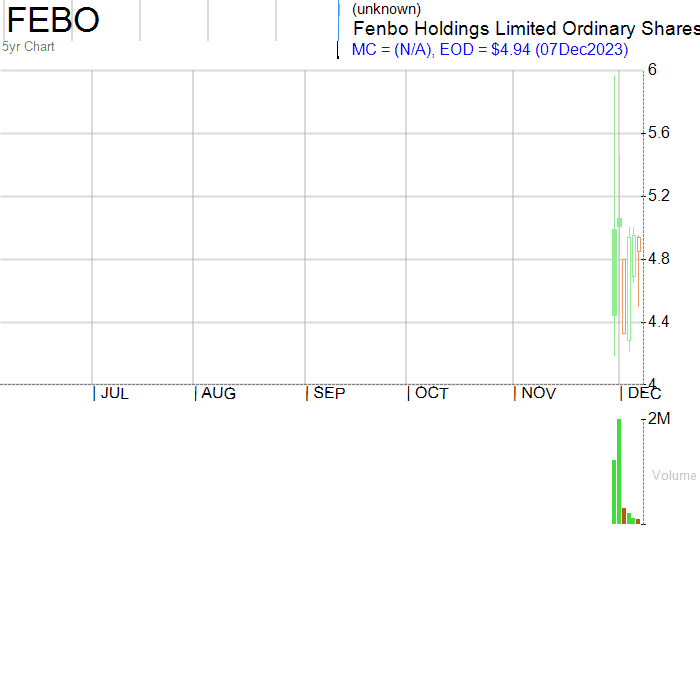 FEBO
5yr Chart
(unknown)
Fenbo Holdings Limited Ordinary Shares
MC = (N/A), EOD = $4.94 (07Dec2023)
6
5.6
5.2
4.8
4.4
4
JUL AUG SEP OCT NOV DEC
2M
Volume